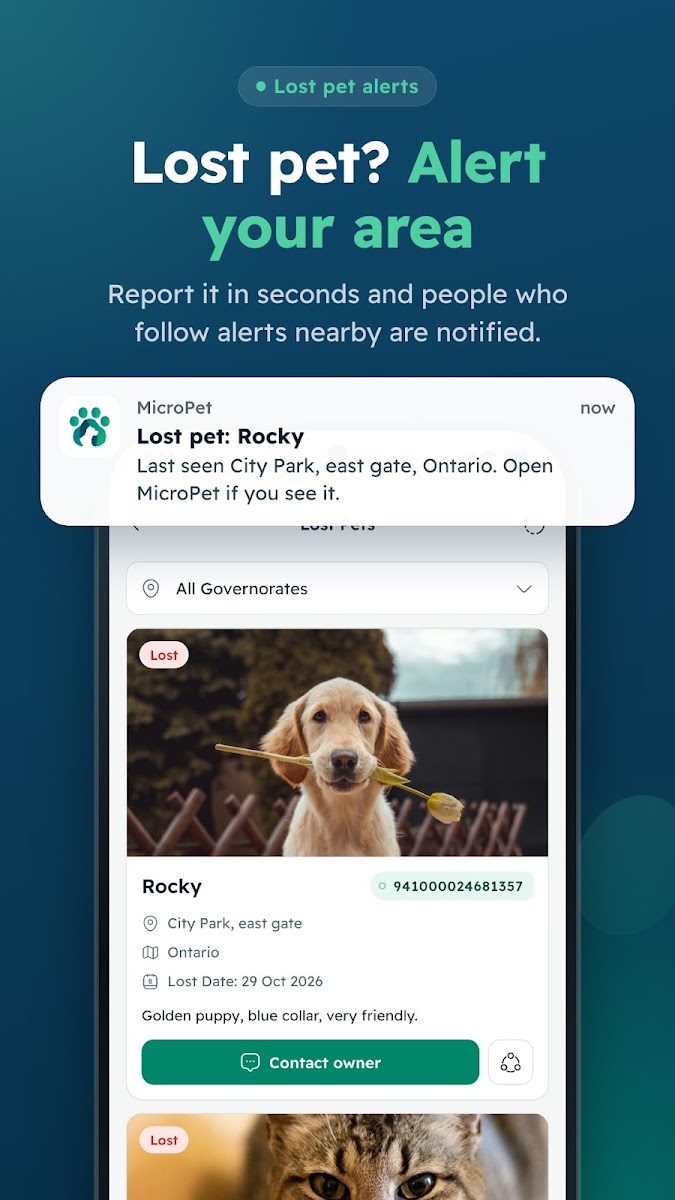 Lost pet alerts
Lost pet? Alert
your area
Report it in seconds and people who
follow alerts nearby are notified.
MicroPet
now
Lost pet: Rocky
Last seen City Park, east gate, Ontario. Open
MicroPet if you see it.
Lost Pets
All Governorates
Lost
Rocky
941000024681357
City Park, east gate
Ontario
Lost Date: 29 Oct 2026
Golden puppy, blue collar, very friendly.
Contact owner
Lost